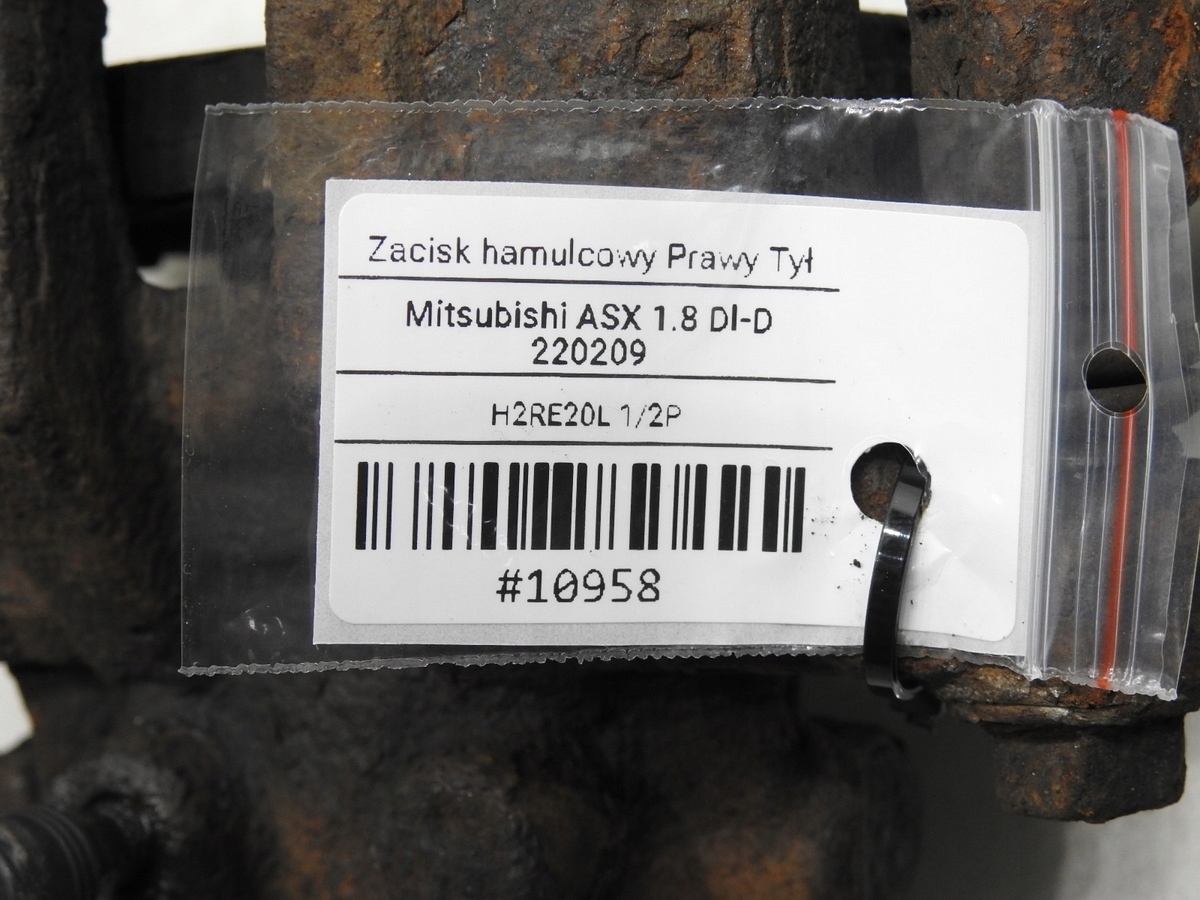 Zacisk hamulcowy Prawy Tył
Mitsubishi ASX 1.8 DI-D
220209
H2RE20L 1/2P
#10958